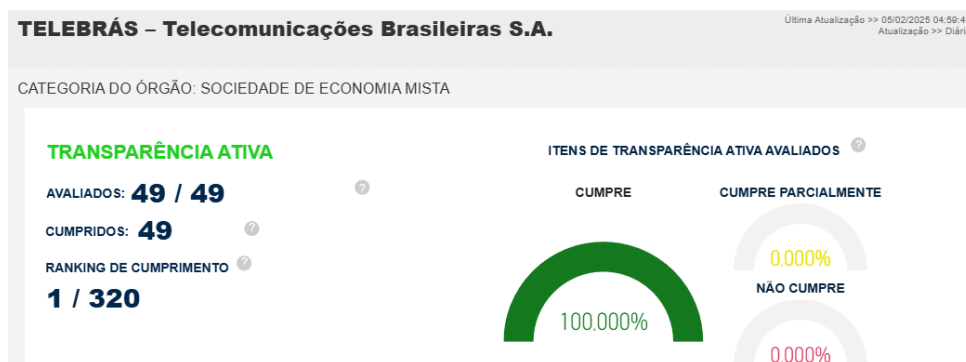 TELEBRÁS – Telecomunicações Brasileiras S.A.
Última Atualização >> 05/02/2025 04:59:4
Atualização >> Diári
CATEGORIA DO ÓRGÃO: SOCIEDADE DE ECONOMIA MISTA
TRANSPARÊNCIA ATIVA
AVALIADOS: 49 / 49 ?
CUMPRIDOS: 49 ?
RANKING DE CUMPRIMENTO ?
1 / 320
ITENS DE TRANSPARÊNCIA ATIVA AVALIADOS ?
CUMPRE
100,000%
CUMPRE PARCIALMENTE
0,000%
NÃO CUMPRE
0,000%